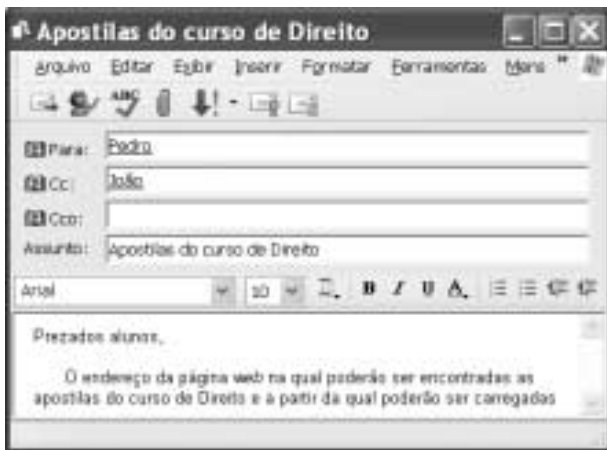 Apostilas do curso de Direito
Arquivo Editar Exibir Inserir Formatar Ferramentas Mens "
ABC
Para: Pedro
Cc: João
Cco:
Assunto: Apostilas do curso de Direito
Arial 10 B I U A
Prezados alunos,
O endereço da página web na qual poderão ser encontradas as
apostilas do curso de Direito e a partir da qual poderão ser carregadas